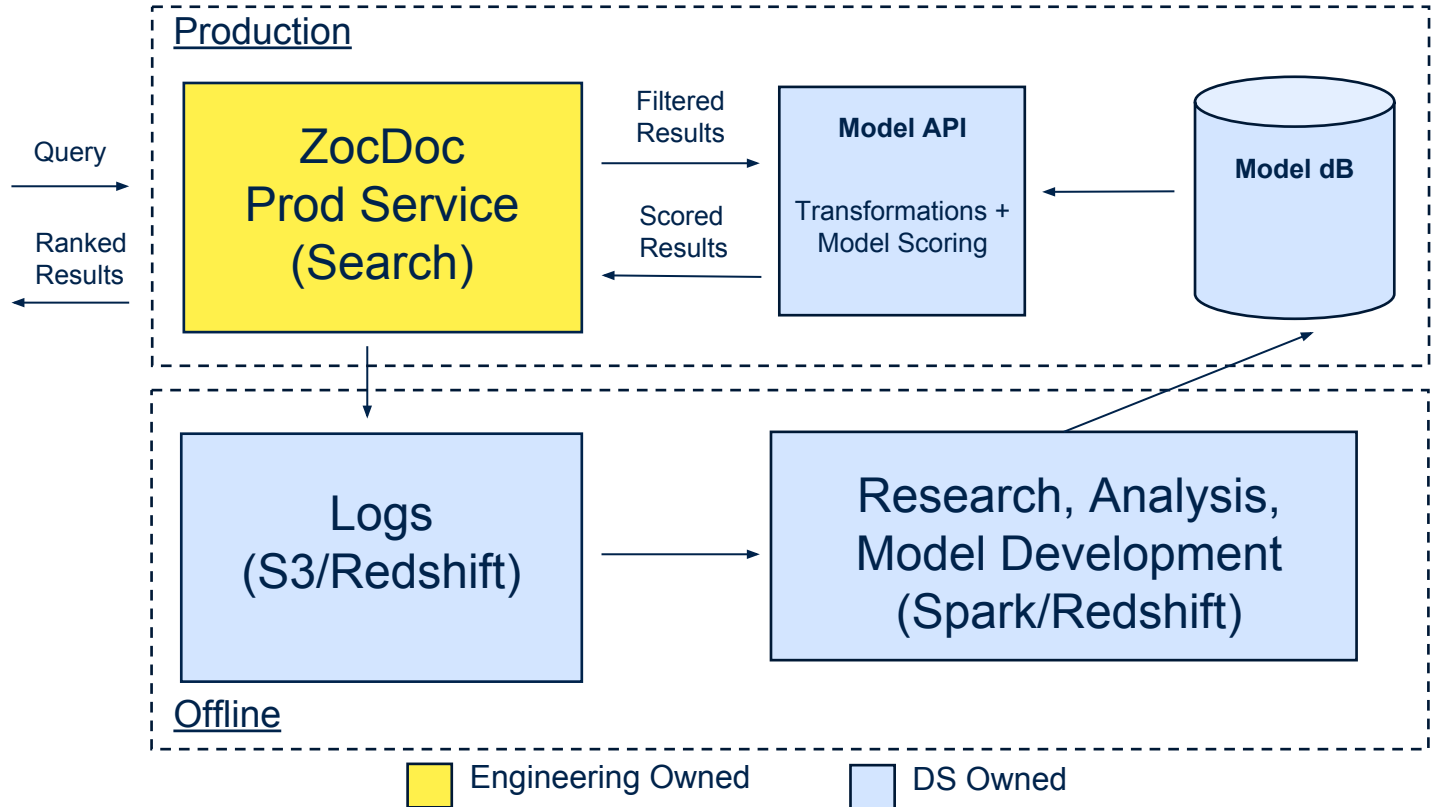 Production
Query
Ranked
Results
ZocDoc
Prod Service
(Search)
Filtered
Results
Scored
Results
Model API
Transformations +
Model Scoring
Model dB
Logs
(S3/Redshift)
Research, Analysis,
Model Development
(Spark/Redshift)
Offline
Engineering Owned
DS Owned